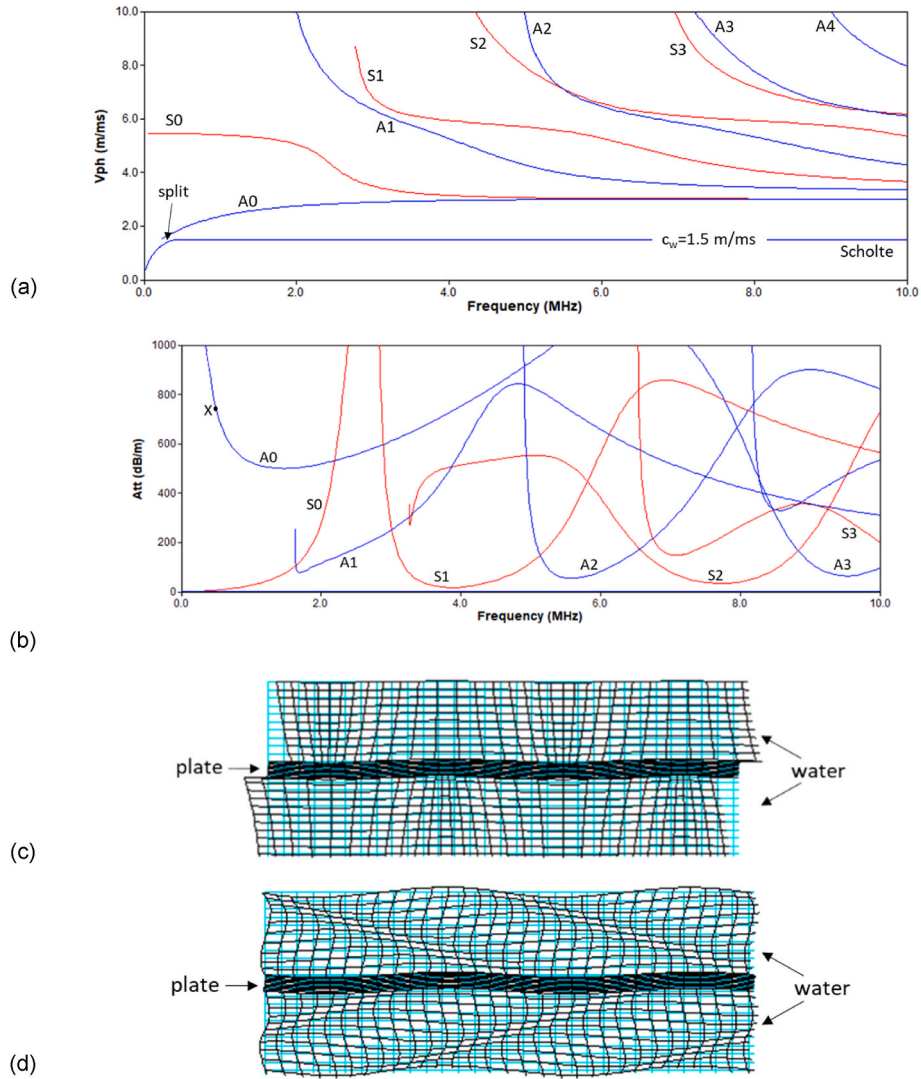 10.0
8.0
6.0
4.0
2.0
0.0
Vph (m/ms)
S0
split
A0
S1
A1
S2
A2
S3
A3
A4
c_w=1.5 m/ms
Scholte
0.0 2.0 4.0 6.0 8.0 10.0
Frequency (MHz)
(a)
1000
800
600
400
200
0
Att (dB/m)
X
A0
S0
A1
S1
A2
S2
S3
A3
0.0 2.0 4.0 6.0 8.0 10.0
Frequency (MHz)
(b)
plate
water
(c)
plate
water
(d)